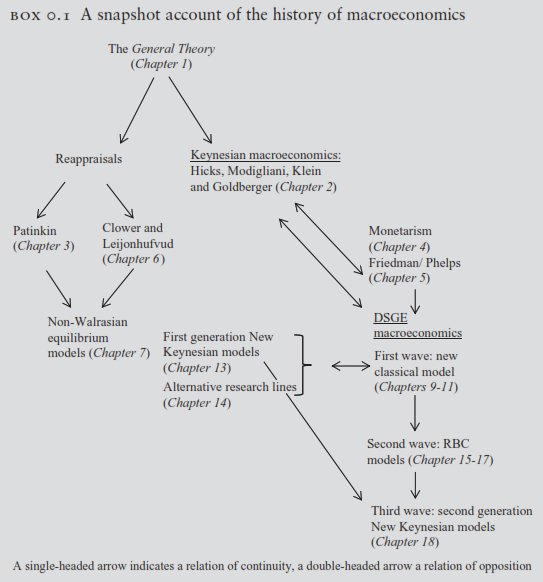 BOX 0.1 A snapshot account of the history of macroeconomics
The General Theory
(Chapter 1)
Reappraisals
Keynesian macroeconomics:
Hicks, Modigliani, Klein
and Goldberger (Chapter 2)
Patinkin
(Chapter 3)
Clower and
Leijonhufvud
(Chapter 6)
Monetarism
(Chapter 4)
Friedman/ Phelps
(Chapter 5)
Non-Walrasian
equilibrium
models (Chapter 7)
First generation New
Keynesian models
(Chapter 13)
Alternative research lines
(Chapter 14)
DSGE
macroeconomics
First wave: new
classical model
(Chapters 9-11)
Second wave: RBC
models (Chapter 15-17)
Third wave: second generation
New Keynesian models
(Chapter 18)
A single-headed arrow indicates a relation of continuity, a double-headed arrow a relation of opposition